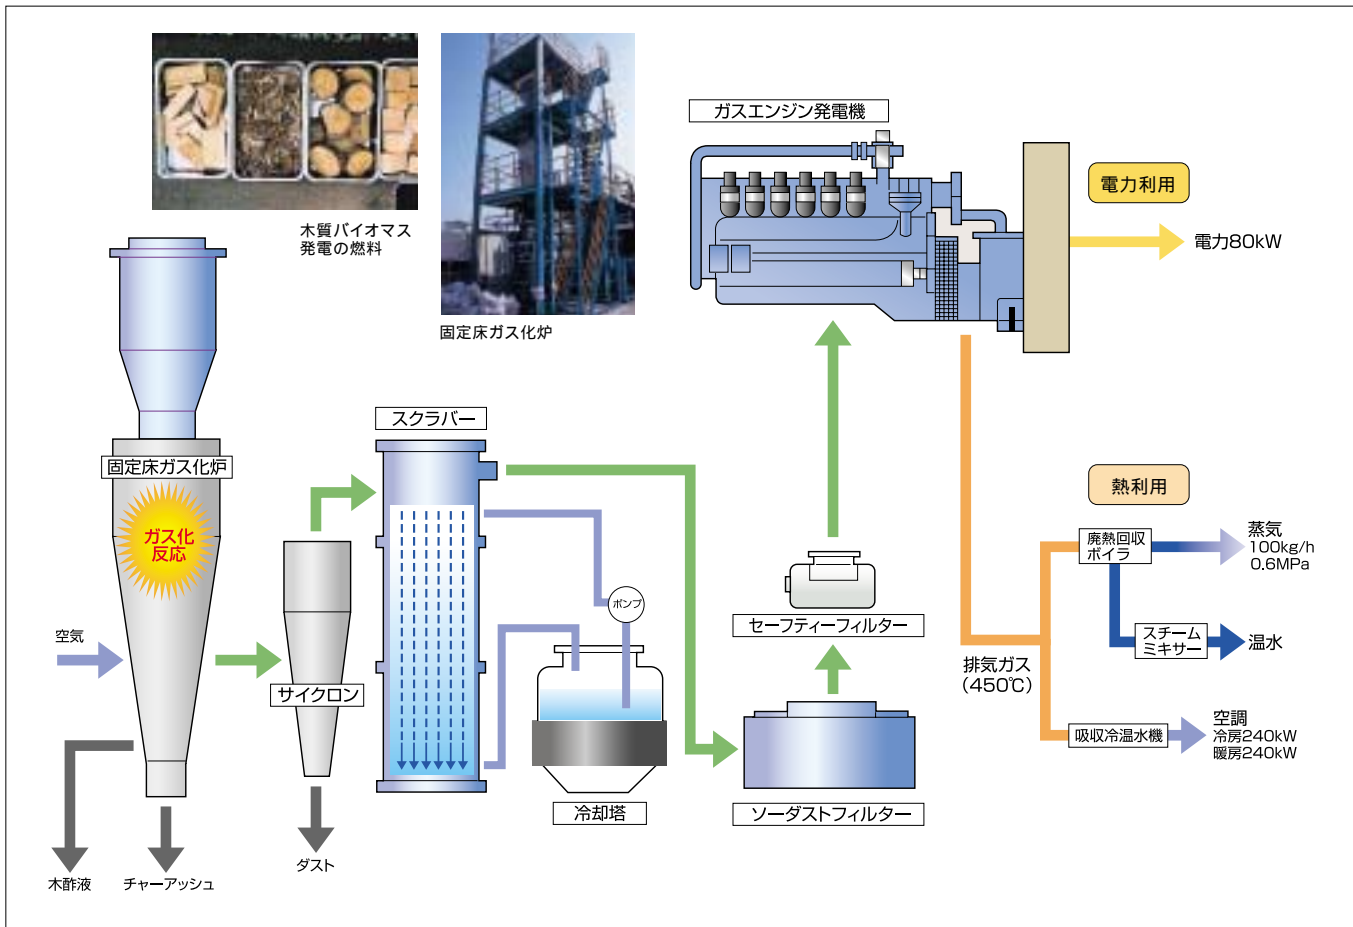 木質バイオマス
発電の燃料
固定床ガス化炉
ガスエンジン発電機
電力利用
電力80kW
スクラバー
固定床ガス化炉
ガス化
反応
空気
サイクロン
木酢液
チャーアッシュ
ダスト
ポンプ
冷却塔
セーフティーフィルター
ソーダストフィルター
排気ガス
(450℃)
熱利用
廃熱回収
ボイラ
蒸気
100kg/h
0.6MPa
スチーム
ミキサー
温水
吸収冷温水機
空調
冷房240kW
暖房240kW